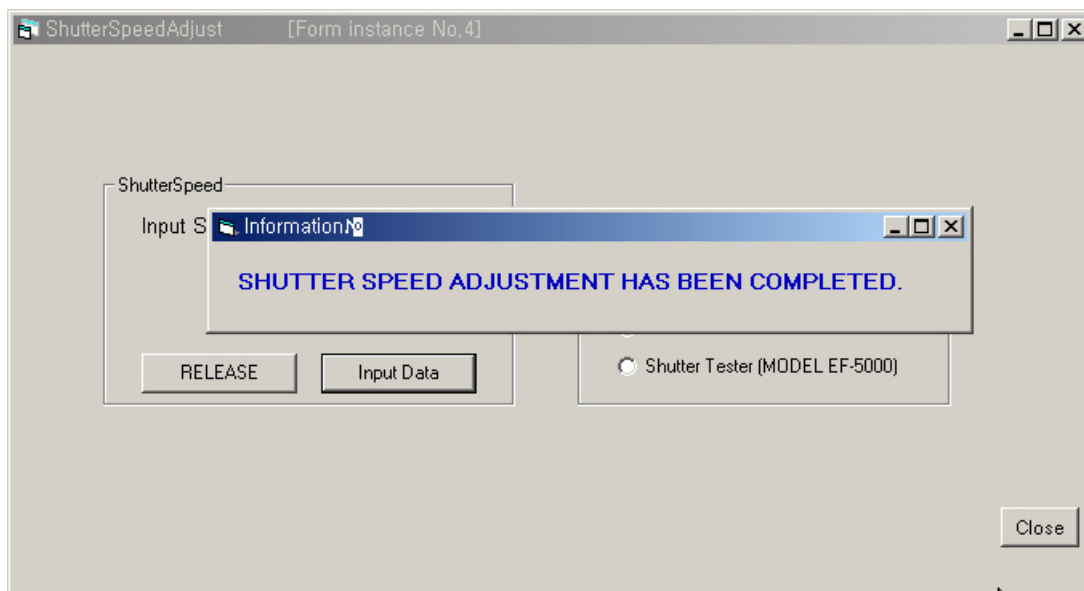 ShutterSpeedAdjust [Form instance No,4]
ShutterSpeed
Input S
Information
SHUTTER SPEED ADJUSTMENT HAS BEEN COMPLETED.
RELEASE
Input Data
Shutter Tester (MODEL EF-5000)
Close